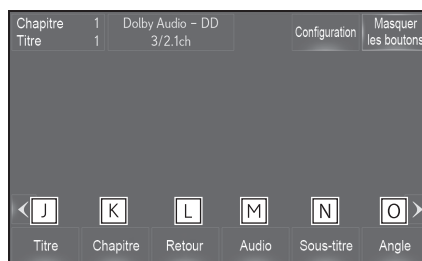 Chapitre 1
Titre 1
Dolby Audio – DD
3/2.1ch
Configuration
Masquer
les boutons
J K L M N O
Titre Chapitre Retour Audio Sous-titre Angle